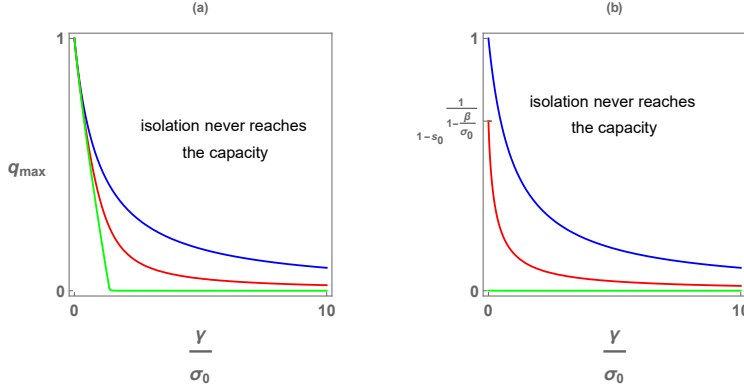 (a)
1
isolation never reaches
the capacity
q_max
0
0
10
γ
σ_0
(b)
1
1
1-s_0 1-β/σ_0
isolation never reaches
the capacity
0
0
10
γ
σ_0